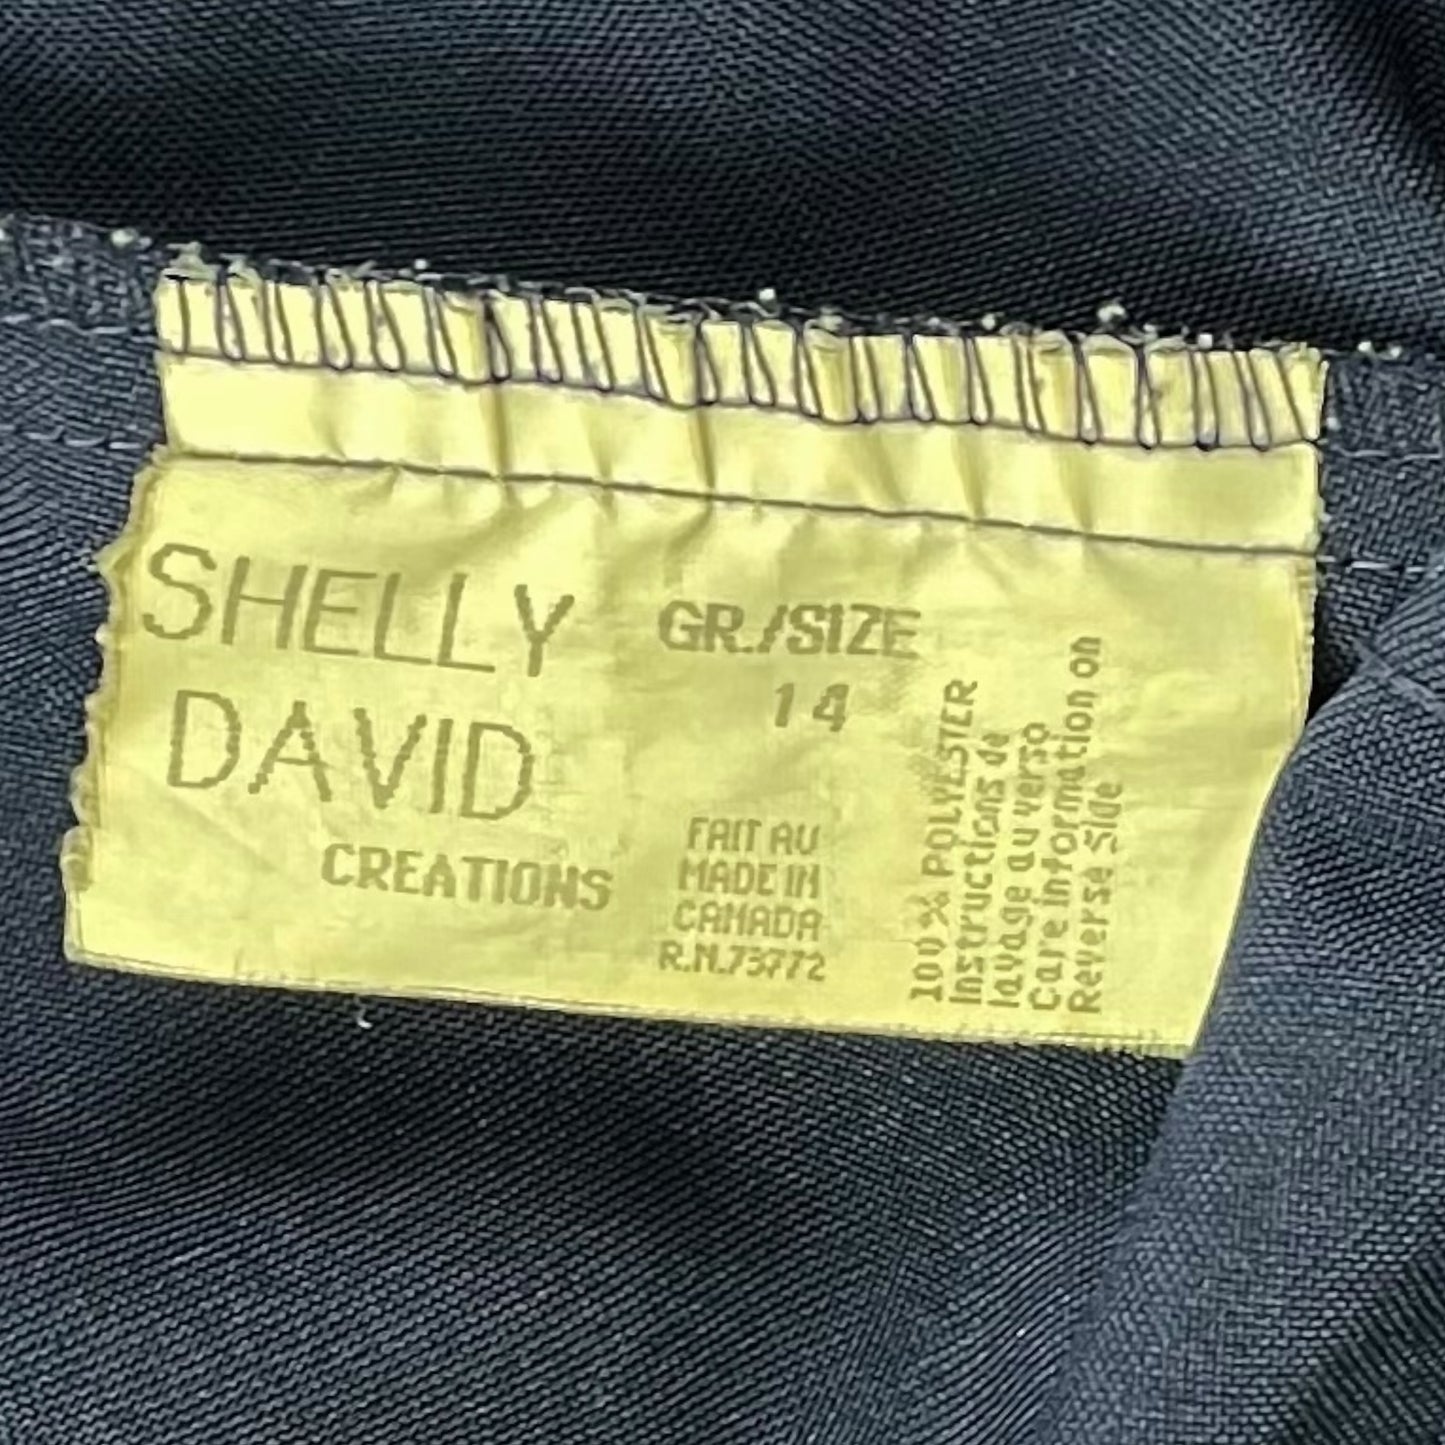 SHELLY
DAVID
CREATIONS
GR./SIZE
14
FAIT AU
MADE IN
CANADA
R.N.73772
100% POLYESTER
Instructions de
lavage au verso
Care information on
Reverse Side